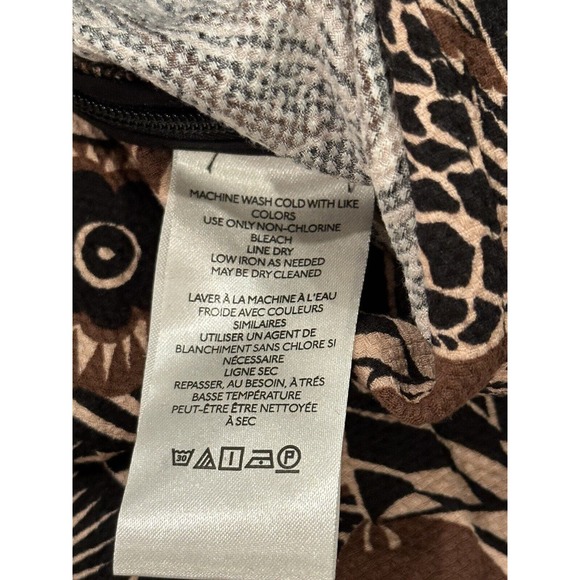 MACHINE WASH COLD WITH LIKE
COLORS
USE ONLY NON-CHLORINE
BLEACH
LINE DRY
LOW IRON AS NEEDED
MAY BE DRY CLEANED
LAVER À LA MACHINE À L'EAU
FROIDE AVEC COULEURS
SIMILAIRES
UTILISER UN AGENT DE
BLANCHIMENT SANS CHLORE SI
NÉCESSAIRE
LIGNE SEC
REPASSER, AU BESOIN, À TRÉS
BASSE TEMPÉRATURE
PEUT-ÊTRE ÊTRE NETTOYÉE
À SEC
30 P